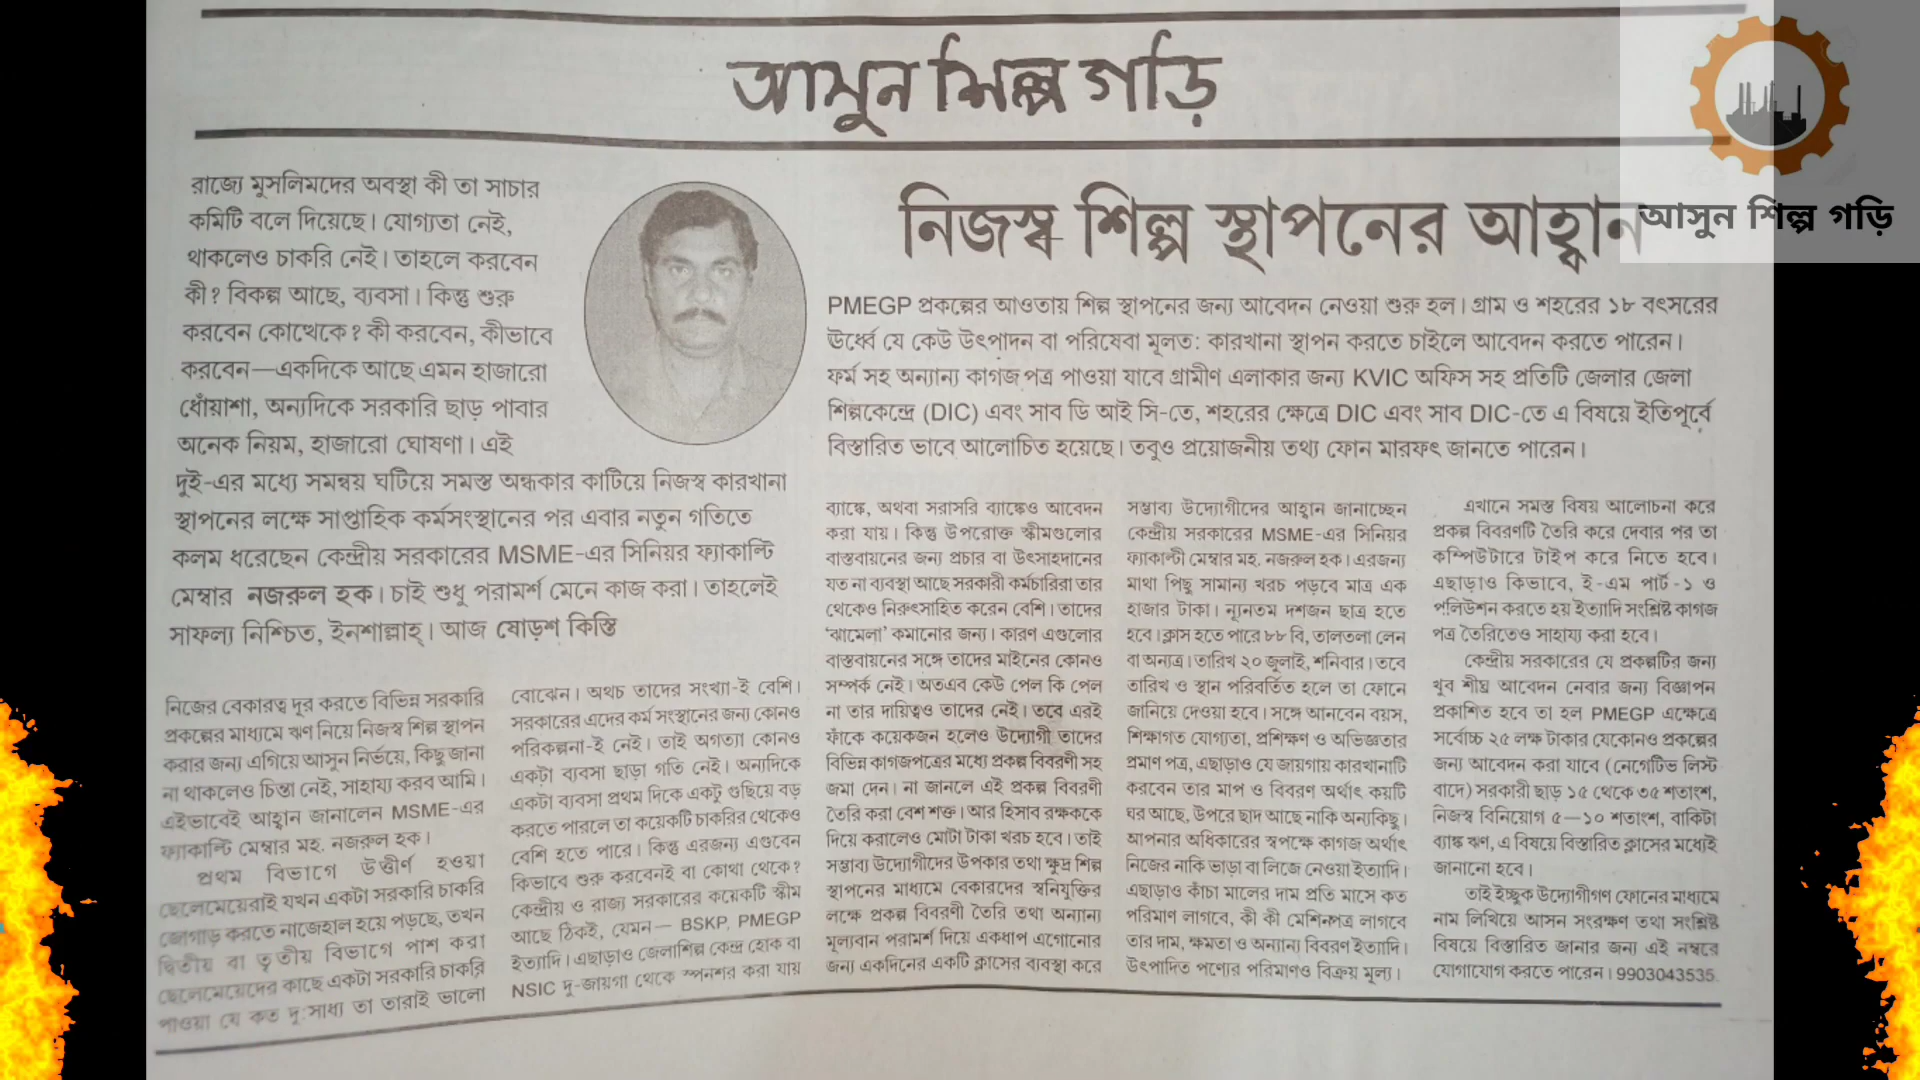 আসুন শিল্প গড়ি
আসুন শিল্প গড়ি
রাজ্যে মুসলিমদের অবস্থা কী তা সাচার
কমিটি বলে দিয়েছে। যোগ্যতা নেই,
থাকলেও চাকরি নেই। তাহলে করবেন
কী? বিকল্প আছে, ব্যবসা। কিন্তু শুরু
করবেন কোত্থেকে? কী করবেন, কীভাবে
করবেন—একদিকে আছে এমন হাজারো
ধোঁয়াশা, অন্যদিকে সরকারি ছাড় পাবার
অনেক নিয়ম, হাজারো ঘোষণা। এই
দুই-এর মধ্যে সমন্বয় ঘটিয়ে সমস্ত অন্ধকার কাটিয়ে নিজস্ব কারখানা
স্থাপনের লক্ষে সাপ্তাহিক কর্মসংস্থানের পর এবার নতুন গতিতে
কলম ধরেছেন কেন্দ্রীয় সরকারের MSME-এর সিনিয়র ফ্যাকাল্টি
মেম্বার নজরুল হক। চাই শুধু পরামর্শ মেনে কাজ করা। তাহলেই
সাফল্য নিশ্চিত, ইনশাল্লাহ্। আজ ষোড়শ কিস্তি
নিজস্ব শিল্প স্থাপনের আহ্বান
PMEGP প্রকল্পের আওতায় শিল্প স্থাপনের জন্য আবেদন নেওয়া শুরু হল। গ্রাম ও শহরের ১৮ বৎসরের
ঊর্ধ্বে যে কেউ উৎপাদন বা পরিষেবা মূলত: কারখানা স্থাপন করতে চাইলে আবেদন করতে পারেন।
ফর্ম সহ অন্যান্য কাগজ পত্র পাওয়া যাবে গ্রামীণ এলাকার জন্য KVIC অফিস সহ প্রতিটি জেলার জেলা
শিল্পকেন্দ্রে (DIC) এবং সাব ডি আই সি-তে, শহরের ক্ষেত্রে DIC এবং সাব DIC-তে এ বিষয়ে ইতিপূর্বে
বিস্তারিত ভাবে আলোচিত হয়েছে। তবুও প্রয়োজনীয় তথ্য ফোন মারফৎ জানতে পারেন।
নিজের বেকারত্ব দূর করতে বিভিন্ন সরকারি
প্রকল্পের মাধ্যমে ঋণ নিয়ে নিজস্ব শিল্প স্থাপন
করার জন্য এগিয়ে আসুন নির্ভয়ে, কিছু জানা
না থাকলেও চিন্তা নেই, সাহায্য করব আমি।
এইভাবেই আহ্বান জানালেন MSME-এর
ফ্যাকাল্টি মেম্বার মহ. নজরুল হক।
প্রথম বিভাগে উত্তীর্ণ হওয়া
ছেলেমেয়েরাই যখন একটা সরকারি চাকরি
জোগাড় করতে নাজেহাল হয়ে পড়ছে, তখন
দ্বিতীয় বা তৃতীয় বিভাগে পাশ করা
ছেলেমেয়েদের কাছে একটা সরকারি চাকরি
পাওয়া যে কত দু:সাধ্য তা তারাই ভালো
বোঝেন। অথচ তাদের সংখ্যা-ই বেশি।
সরকারের এদের কর্ম সংস্থানের জন্য কোনও
পরিকল্পনা-ই নেই। তাই অগত্যা কোনও
একটা ব্যবসা ছাড়া গতি নেই। অন্যদিকে
একটা ব্যবসা প্রথম দিকে একটু গুছিয়ে বড়
করতে পারলে তা কয়েকটি চাকরির থেকেও
বেশি হতে পারে। কিন্তু এরজন্য এগুবেন
কিভাবে শুরু করবেনই বা কোথা থেকে?
কেন্দ্রীয় ও রাজ্য সরকারের কয়েকটি স্কীম
আছে ঠিকই, যেমন— BSKP, PMEGP
ইত্যাদি। এছাড়াও জেলাশিল্প কেন্দ্র হোক বা
NSIC দু-জায়গা থেকে স্পনশর করা যায়
ব্যাঙ্কে, অথবা সরাসরি ব্যাঙ্কেও আবেদন
করা যায়। কিন্তু উপরোক্ত স্কীমগুলোর
বাস্তবায়নের জন্য প্রচার বা উৎসাহদানের
যত না ব্যবস্থা আছে সরকারী কর্মচারিরা তার
থেকেও নিরুৎসাহিত করেন বেশি। তাদের
‘ঝামেলা’ কমানোর জন্য। কারণ এগুলোর
বাস্তবায়নের সঙ্গে তাদের মাইনের কোনও
সম্পর্ক নেই। অতএব কেউ পেল কি পেল
না তার দায়িত্বও তাদের নেই। তবে এরই
ফাঁকে কয়েকজন হলেও উদ্যোগী তাদের
বিভিন্ন কাগজপত্রের মধ্যে প্রকল্প বিবরণী সহ
জমা দেন। না জানলে এই প্রকল্প বিবরণী
তৈরি করা বেশ শক্ত। আর হিসাব রক্ষককে
দিয়ে করালেও মোটা টাকা খরচ হবে। তাই
সম্ভাব্য উদ্যোগীদের উপকার তথা ক্ষুদ্র শিল্প
স্থাপনের মাধ্যমে বেকারদের স্বনিযুক্তির
লক্ষে প্রকল্প বিবরণী তৈরি তথা অন্যান্য
মূল্যবান পরামর্শ দিয়ে একধাপ এগোনোর
জন্য একদিনের একটি ক্লাসের ব্যবস্থা করে
সম্ভাব্য উদ্যোগীদের আহ্বান জানাচ্ছেন
কেন্দ্রীয় সরকারের MSME-এর সিনিয়র
ফ্যাকাল্টী মেম্বার মহ. নজরুল হক। এরজন্য
মাথা পিছু সামান্য খরচ পড়বে মাত্র এক
হাজার টাকা। ন্যূনতম দশজন ছাত্র হতে
হবে। ক্লাস হতে পারে ৮৮ বি, তালতলা লেন
বা অন্যত্র। তারিখ ২০ জুলাই, শনিবার। তবে
তারিখ ও স্থান পরিবর্তিত হলে তা ফোনে
জানিয়ে দেওয়া হবে। সঙ্গে আনবেন বয়স,
শিক্ষাগত যোগ্যতা, প্রশিক্ষণ ও অভিজ্ঞতার
প্রমাণ পত্র, এছাড়াও যে জায়গায় কারখানাটি
করবেন তার মাপ ও বিবরণ অর্থাৎ কয়টি
ঘর আছে, উপরে ছাদ আছে নাকি অন্যকিছু।
আপনার অধিকারের স্বপক্ষে কাগজ অর্থাৎ
নিজের নাকি ভাড়া বা লিজে নেওয়া ইত্যাদি।
এছাড়াও কাঁচা মালের দাম প্রতি মাসে কত
পরিমাণ লাগবে, কী কী মেশিনপত্র লাগবে
তার দাম, ক্ষমতা ও অন্যান্য বিবরণ ইত্যাদি।
উৎপাদিত পণ্যের পরিমাণও বিক্রয় মূল্য।
এখানে সমস্ত বিষয় আলোচনা করে
প্রকল্প বিবরণটি তৈরি করে দেবার পর তা
কম্পিউটারে টাইপ করে নিতে হবে।
এছাড়াও কিভাবে, ই-এম পার্ট-১ ও
পলিউশন করতে হয় ইত্যাদি সংশ্লিষ্ট কাগজ
পত্র তৈরিতেও সাহায্য করা হবে।
কেন্দ্রীয় সরকারের যে প্রকল্পটির জন্য
খুব শীঘ্র আবেদন নেবার জন্য বিজ্ঞাপন
প্রকাশিত হবে তা হল PMEGP এক্ষেত্রে
সর্বোচ্চ ২৫ লক্ষ টাকার যেকোনও প্রকল্পের
জন্য আবেদন করা যাবে (নেগেটিভ লিস্ট
বাদে) সরকারী ছাড় ১৫ থেকে ৩৫ শতাংশ,
নিজস্ব বিনিয়োগ ৫—১০ শতাংশ, বাকিটা
ব্যাঙ্ক ঋণ, এ বিষয়ে বিস্তারিত ক্লাসের মধ্যেই
জানানো হবে।
তাই ইচ্ছুক উদ্যোগীগণ ফোনের মাধ্যমে
নাম লিখিয়ে আসন সংরক্ষণ তথা সংশ্লিষ্ট
বিষয়ে বিস্তারিত জানার জন্য এই নম্বরে
যোগাযোগ করতে পারেন। 9903043535.